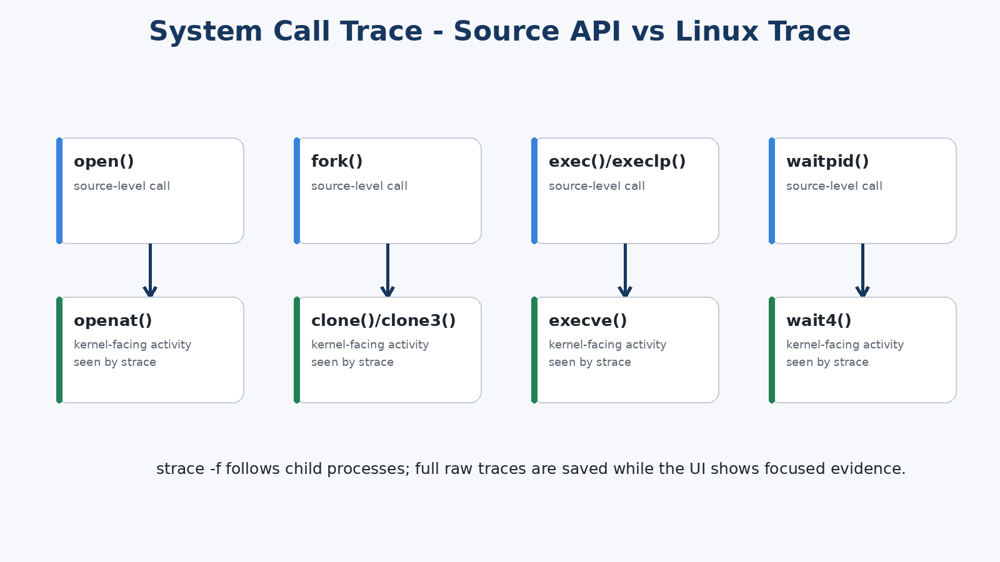 System Call Trace - Source API vs Linux Trace
open()
source-level call
fork()
source-level call
exec()/execlp()
source-level call
waitpid()
source-level call
openat()
kernel-facing activity
seen by strace
clone()/clone3()
kernel-facing activity
seen by strace
execve()
kernel-facing activity
seen by strace
wait4()
kernel-facing activity
seen by strace
strace -f follows child processes; full raw traces are saved while the UI shows focused evidence.